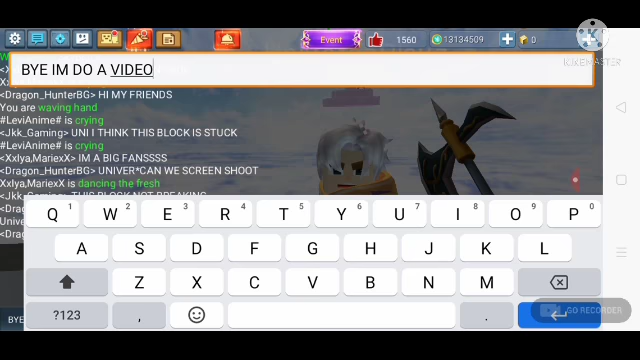 Event
1560
13134509
KINEMASTER
BYE IM DO A VIDEO
<Dragon_HunterBG> HI MY FRIENDS
You are waving hand
#LeviAnime# is crying
<Jkk_Gaming> UNI I THINK THIS BLOCK IS STUCK
#LeviAnime# is crying
<XxIya,MariexX> IM A BIG FANSSSS
<Dragon_HunterBG> UNIVER*CAN WE SCREEN SHOOT
XxIya,MariexX is dancing the fresh
Q 1 W 2 E 3 R 4 T 5 Y 6 U 7 I 8 O 9 P 0
A S D F G H J K L
Z X C V B N M
BYE ?123 , .
GO RECORDER